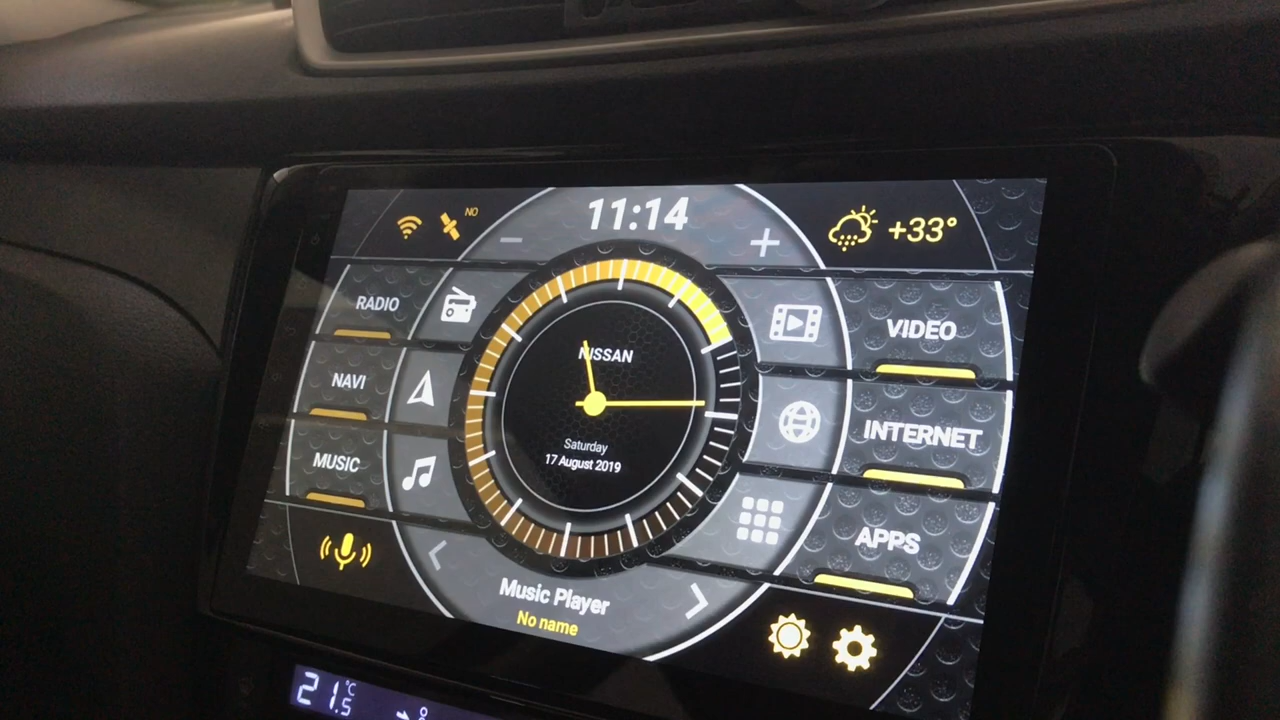 NO
11:14
+33°
RADIO
VIDEO
NISSAN
NAVI
INTERNET
Saturday
17 August 2019
MUSIC
APPS
Music Player
No name
21.5 °C